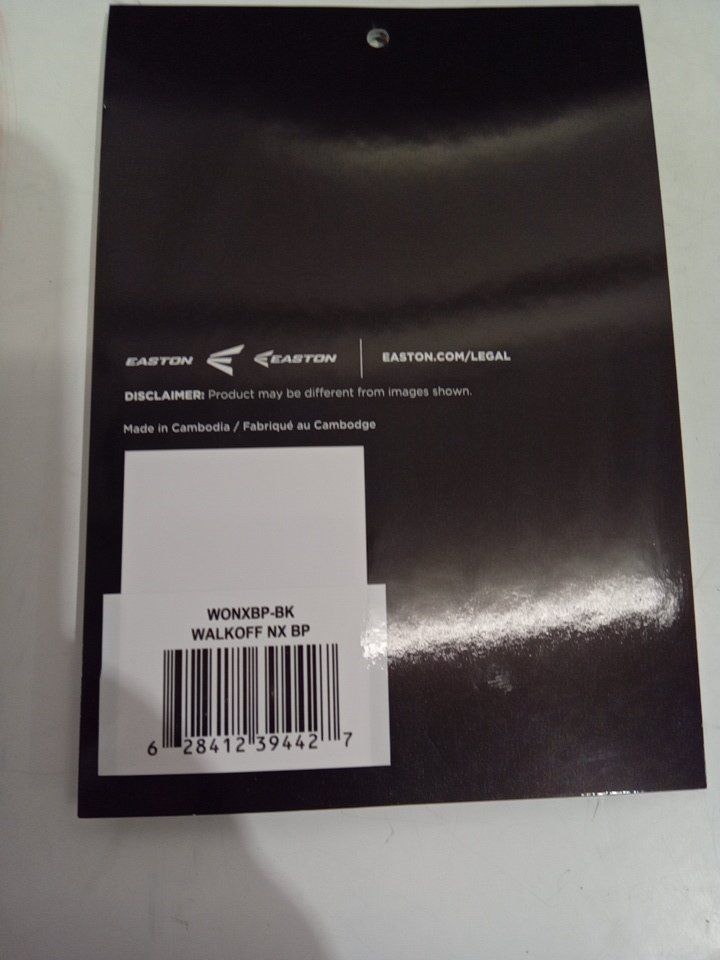 EASTON EASTON EASTON.COM/LEGAL
DISCLAIMER: Product may be different from images shown.
Made in Cambodia / Fabriqué au Cambodge
WONXBP-BK
WALKOFF NX BP
6 28412 39442 7